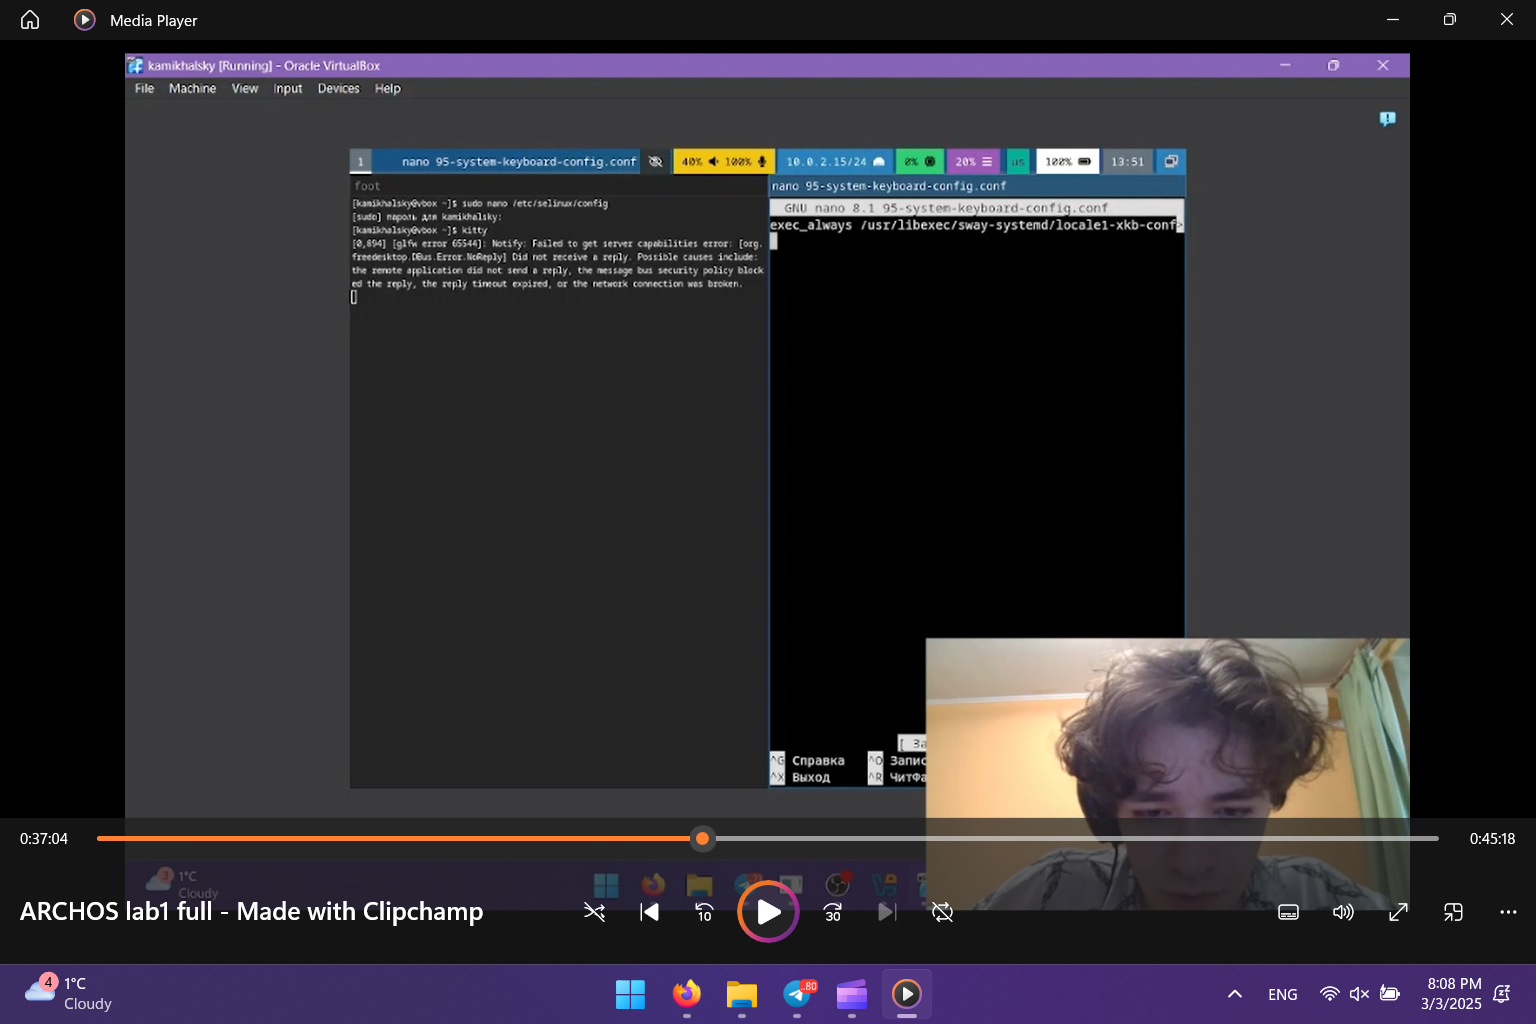 Media Player
kamikhalsky [Running] - Oracle VirtualBox
File Machine View Input Devices Help
1 nano 95-system-keyboard-config.conf 40% 100% 10.0.2.15/24 0% 20% us 100% 13:51
foot
[kamikhalsky@vbox ~]$ sudo nano /etc/selinux/config
[sudo] пароль для kamikhalsky:
[kamikhalsky@vbox ~]$ kitty
[0,894] [glfw error 65544]: Notify: Failed to get server capabilities error: [org.
freedesktop.DBus.Error.NoReply] Did not receive a reply. Possible causes include:
the remote application did not send a reply, the message bus security policy block
ed the reply, the reply timeout expired, or the network connection was broken.
nano 95-system-keyboard-config.conf
GNU nano 8.1 95-system-keyboard-config.conf
exec_always /usr/libexec/sway-systemd/locale1-xkb-conf>
[ За
^G Справка ^O Запис
^X Выход ^R ЧитФа
0:37:04
0:45:18
3 1°C
Cloudy
ARCHOS lab1 full - Made with Clipchamp
10
30
4 1°C
Cloudy
..80
ENG
8:08 PM
3/3/2025